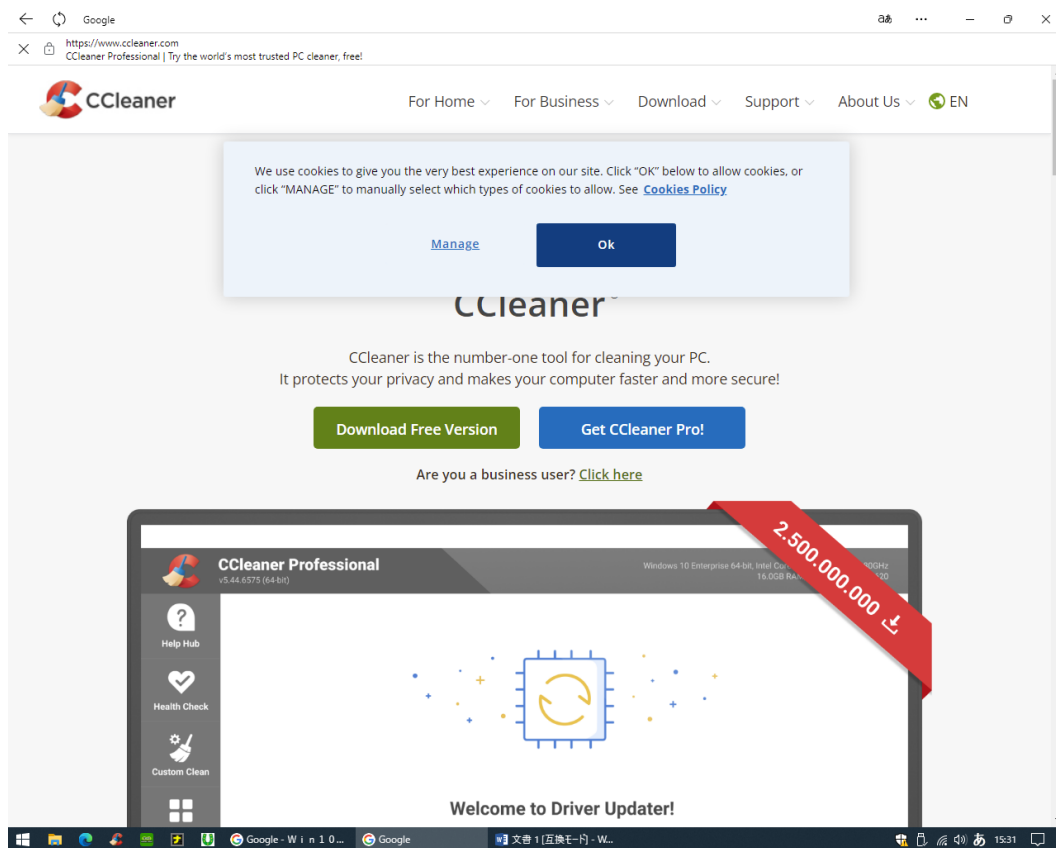 Google
aあ
https://www.ccleaner.com
CCleaner Professional | Try the world's most trusted PC cleaner, free!
CCleaner
For Home
For Business
Download
Support
About Us
EN
We use cookies to give you the very best experience on our site. Click “OK” below to allow cookies, or
click “MANAGE” to manually select which types of cookies to allow. See Cookies Policy
Manage
Ok
CCleaner
CCleaner is the number-one tool for cleaning your PC.
It protects your privacy and makes your computer faster and more secure!
Download Free Version
Get CCleaner Pro!
Are you a business user? Click here
2.500.000.000
CCleaner Professional
v5.44.6575 (64-bit)
Windows 10 Enterprise 64-bit, Intel
16.0GB
Help Hub
Health Check
Custom Clean
Welcome to Driver Updater!
Google - W i n 1 0...
Google
文書 1 [互換モード] - W...
あ
15:31